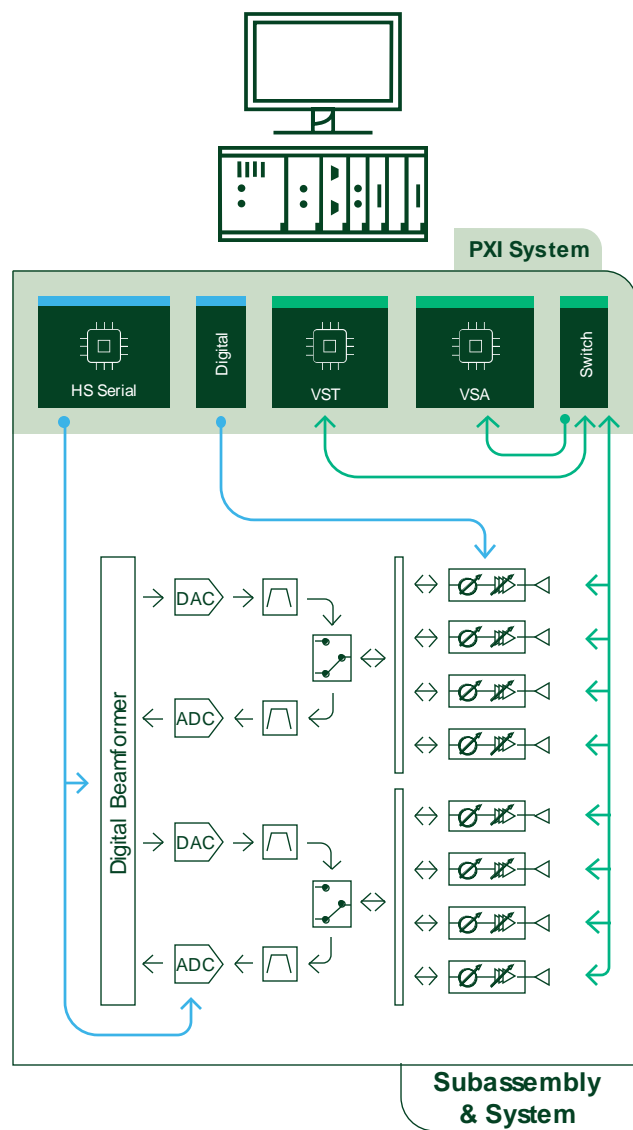 PXI System
HS Serial
Digital
VST
VSA
Switch
DAC
ADC
Digital Beamformer
DAC
ADC
Subassembly
& System